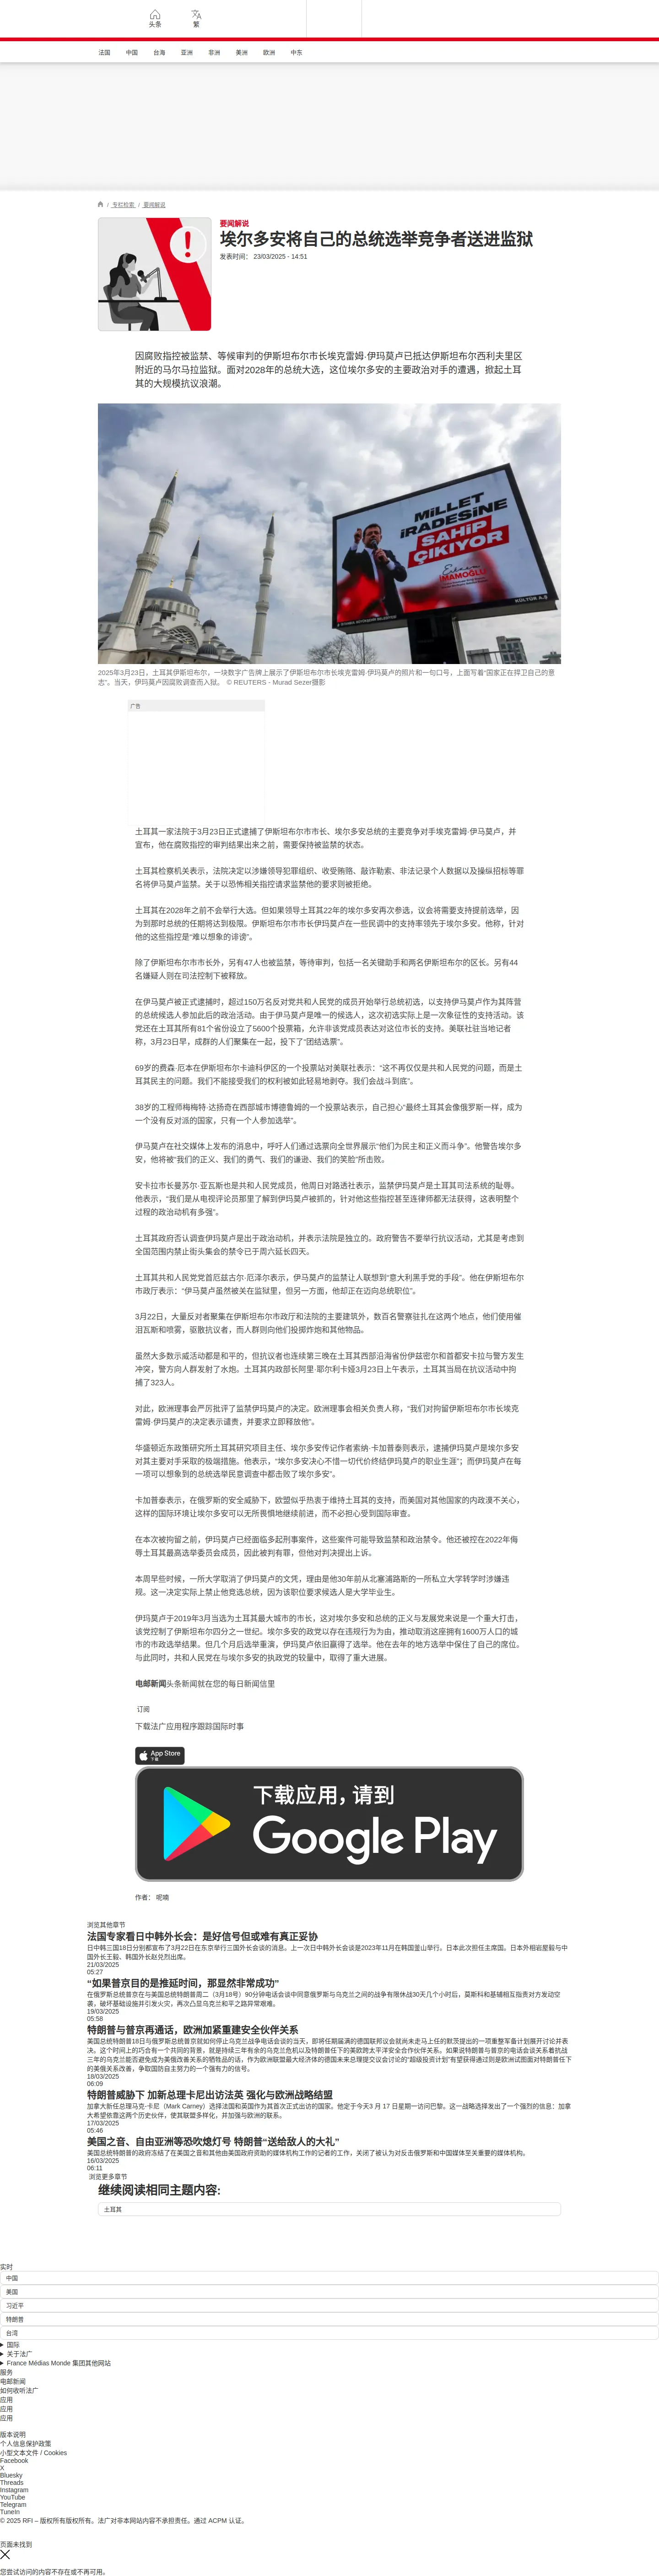 头条
繁
法国 中国 台海 亚洲 非洲 美洲 欧洲 中东
/ 专栏检索 / 要闻解说
要闻解说
埃尔多安将自己的总统选举竞争者送进监狱
发表时间： 23/03/2025 - 14:51
因腐败指控被监禁、等候审判的伊斯坦布尔市长埃克雷姆·伊玛莫卢已抵达伊斯坦布尔西利夫里区
附近的马尔马拉监狱。面对2028年的总统大选，这位埃尔多安的主要政治对手的遭遇，掀起土耳
其的大规模抗议浪潮。
MILLET
İRADESİNE
SAHİP
ÇIKIYOR
Ekrem
İMAMOĞLU
KÜLTÜR A.Ş
2025年3月23日，土耳其伊斯坦布尔，一块数字广告牌上展示了伊斯坦布尔市长埃克雷姆·伊玛莫卢的照片和一句口号，上面写着“国家正在捍卫自己的意
志”。当天，伊玛莫卢因腐败调查而入狱。 © REUTERS - Murad Sezer摄影
广告
土耳其一家法院于3月23日正式逮捕了伊斯坦布尔市市长、埃尔多安总统的主要竞争对手埃克雷姆·伊马莫卢，并
宣布，他在腐败指控的审判结果出来之前，需要保持被监禁的状态。
土耳其检察机关表示，法院决定以涉嫌领导犯罪组织、收受贿赂、敲诈勒索、非法记录个人数据以及操纵招标等罪
名将伊马莫卢监禁。关于以恐怖相关指控请求监禁他的要求则被拒绝。
土耳其在2028年之前不会举行大选。但如果领导土耳其22年的埃尔多安再次参选，议会将需要支持提前选举，因
为到那时总统的任期将达到极限。伊斯坦布尔市市长伊玛莫卢在一些民调中的支持率领先于埃尔多安。他称，针对
他的这些指控是“难以想象的诽谤”。
除了伊斯坦布尔市市长外，另有47人也被监禁，等待审判，包括一名关键助手和两名伊斯坦布尔的区长。另有44
名嫌疑人则在司法控制下被释放。
在伊马莫卢被正式逮捕时，超过150万名反对党共和人民党的成员开始举行总统初选，以支持伊马莫卢作为其阵营
的总统候选人参加此后的政治活动。由于伊马莫卢是唯一的候选人，这次初选实际上是一次象征性的支持活动。该
党还在土耳其所有81个省份设立了5600个投票箱，允许非该党成员表达对这位市长的支持。美联社驻当地记者
称，3月23日早，成群的人们聚集在一起，投下了“团结选票”。
69岁的费森·厄本在伊斯坦布尔卡迪科伊区的一个投票站对美联社表示：“这不再仅仅是共和人民党的问题，而是土
耳其民主的问题。我们不能接受我们的权利被如此轻易地剥夺。我们会战斗到底”。
38岁的工程师梅梅特·达扬奇在西部城市博德鲁姆的一个投票站表示，自己担心“最终土耳其会像俄罗斯一样，成为
一个没有反对派的国家，只有一个人参加选举”。
伊马莫卢在社交媒体上发布的消息中，呼吁人们通过选票向全世界展示“他们为民主和正义而斗争”。他警告埃尔多
安，他将被“我们的正义、我们的勇气、我们的谦逊、我们的笑脸”所击败。
安卡拉市长曼苏尔·亚瓦斯也是共和人民党成员，他周日对路透社表示，监禁伊玛莫卢是土耳其司法系统的耻辱。
他表示，“我们是从电视评论员那里了解到伊玛莫卢被抓的，针对他这些指控甚至连律师都无法获得，这表明整个
过程的政治动机有多强”。
土耳其政府否认调查伊玛莫卢是出于政治动机，并表示法院是独立的。政府警告不要举行抗议活动，尤其是考虑到
全国范围内禁止街头集会的禁令已于周六延长四天。
土耳其共和人民党党首厄兹古尔·厄泽尔表示，伊马莫卢的监禁让人联想到“意大利黑手党的手段”。他在伊斯坦布尔
市政厅表示：“伊马莫卢虽然被关在监狱里，但另一方面，他却正在迈向总统职位”。
3月22日，大量反对者聚集在伊斯坦布尔市政厅和法院的主要建筑外，数百名警察驻扎在这两个地点，他们使用催
泪瓦斯和喷雾，驱散抗议者，而人群则向他们投掷炸炮和其他物品。
虽然大多数示威活动都是和平的，但抗议者也连续第三晚在土耳其西部沿海省份伊兹密尔和首都安卡拉与警方发生
冲突，警方向人群发射了水炮。土耳其内政部长阿里·耶尔利卡娅3月23日上午表示，土耳其当局在抗议活动中拘
捕了323人。
对此，欧洲理事会严厉批评了监禁伊玛莫卢的决定。欧洲理事会相关负责人称，“我们对拘留伊斯坦布尔市长埃克
雷姆·伊玛莫卢的决定表示谴责，并要求立即释放他”。
华盛顿近东政策研究所土耳其研究项目主任、埃尔多安传记作者索纳·卡加普泰则表示，逮捕伊玛莫卢是埃尔多安
对其主要对手采取的极端措施。他表示，“埃尔多安决心不惜一切代价终结伊玛莫卢的职业生涯”；而伊玛莫卢在每
一项可以想象到的总统选举民意调查中都击败了埃尔多安”。
卡加普泰表示，在俄罗斯的安全威胁下，欧盟似乎热衷于维持土耳其的支持，而美国对其他国家的内政漠不关心，
这样的国际环境让埃尔多安可以无所畏惧地继续前进，而不必担心受到国际审查。
在本次被拘留之前，伊玛莫卢已经面临多起刑事案件，这些案件可能导致监禁和政治禁令。他还被控在2022年侮
辱土耳其最高选举委员会成员，因此被判有罪，但他对判决提出上诉。
本周早些时候，一所大学取消了伊玛莫卢的文凭，理由是他30年前从北塞浦路斯的一所私立大学转学时涉嫌违
规。这一决定实际上禁止他竞选总统，因为该职位要求候选人是大学毕业生。
伊玛莫卢于2019年3月当选为土耳其最大城市的市长，这对埃尔多安和总统的正义与发展党来说是一个重大打击，
该党控制了伊斯坦布尔四分之一世纪。埃尔多安的政党以存在违规行为为由，推动取消这座拥有1600万人口的城
市的市政选举结果。但几个月后选举重演，伊玛莫卢依旧赢得了选举。他在去年的地方选举中保住了自己的席位。
与此同时，共和人民党在与埃尔多安的执政党的较量中，取得了重大进展。
电邮新闻头条新闻就在您的每日新闻信里
订阅
下载法广应用程序跟踪国际时事
App Store
下载
下载应用，请到
Google Play
作者： 呢喃
浏览其他章节
法国专家看日中韩外长会：是好信号但或难有真正妥协
日中韩三国18日分别都宣布了3月22日在东京举行三国外长会谈的消息。上一次日中韩外长会谈是2023年11月在韩国釜山举行。日本此次担任主席国。日本外相岩屋毅与中
国外长王毅、韩国外长赵兑烈出席。
21/03/2025
05:27
“如果普京目的是推延时间，那显然非常成功”
在俄罗斯总统普京在与美国总统特朗普周二（3月18号）90分钟电话会谈中同意俄罗斯与乌克兰之间的战争有限休战30天几个小时后，莫斯科和基辅相互指责对方发动空
袭，破坏基础设施并引发火灾，再次凸显乌克兰和平之路异常艰难。
19/03/2025
05:58
特朗普与普京再通话，欧洲加紧重建安全伙伴关系
美国总统特朗普18日与俄罗斯总统普京就如何停止乌克兰战争电话会谈的当天，即将任期届满的德国联邦议会就尚未走马上任的默茨提出的一项重整军备计划展开讨论并表
决。这个时间上的巧合有一个共同的背景，就是持续三年有余的乌克兰危机以及特朗普任下的美欧跨太平洋安全合作伙伴关系。如果说特朗普与普京的电话会谈关系着抗战
三年的乌克兰能否避免成为美俄改善关系的牺牲品的话，作为欧洲联盟最大经济体的德国未来总理提交议会讨论的“超级投资计划”有望获得通过则是欧洲试图面对特朗普任下
的美俄关系改善，争取国防自主努力的一个强有力的信号。
18/03/2025
06:09
特朗普威胁下 加新总理卡尼出访法英 强化与欧洲战略结盟
加拿大新任总理马克-卡尼（Mark Carney）选择法国和英国作为其首次正式出访的国家。他定于今天3 月 17 日星期一访问巴黎。这一战略选择发出了一个强烈的信息：加拿
大希望依靠这两个历史伙伴，使其联盟多样化，并加强与欧洲的联系。
17/03/2025
05:46
美国之音、自由亚洲等恐吹熄灯号 特朗普“送给敌人的大礼”
美国总统特朗普的政府冻结了在美国之音和其他由美国政府资助的媒体机构工作的记者的工作，关闭了被认为对反击俄罗斯和中国媒体至关重要的媒体机构。
16/03/2025
06:11
浏览更多章节
继续阅读相同主题内容:
土耳其
实时
中国
美国
习近平
特朗普
台湾
国际
关于法广
France Médias Monde 集团其他网站
服务
电邮新闻
如何收听法广
应用
应用
应用
版本说明
个人信息保护政策
小型文本文件 / Cookies
Facebook
X
Bluesky
Threads
Instagram
YouTube
Telegram
TuneIn
© 2025 RFI – 版权所有版权所有。法广对非本网站内容不承担责任。通过 ACPM 认证。
页面未找到
您尝试访问的内容不存在或不再可用。